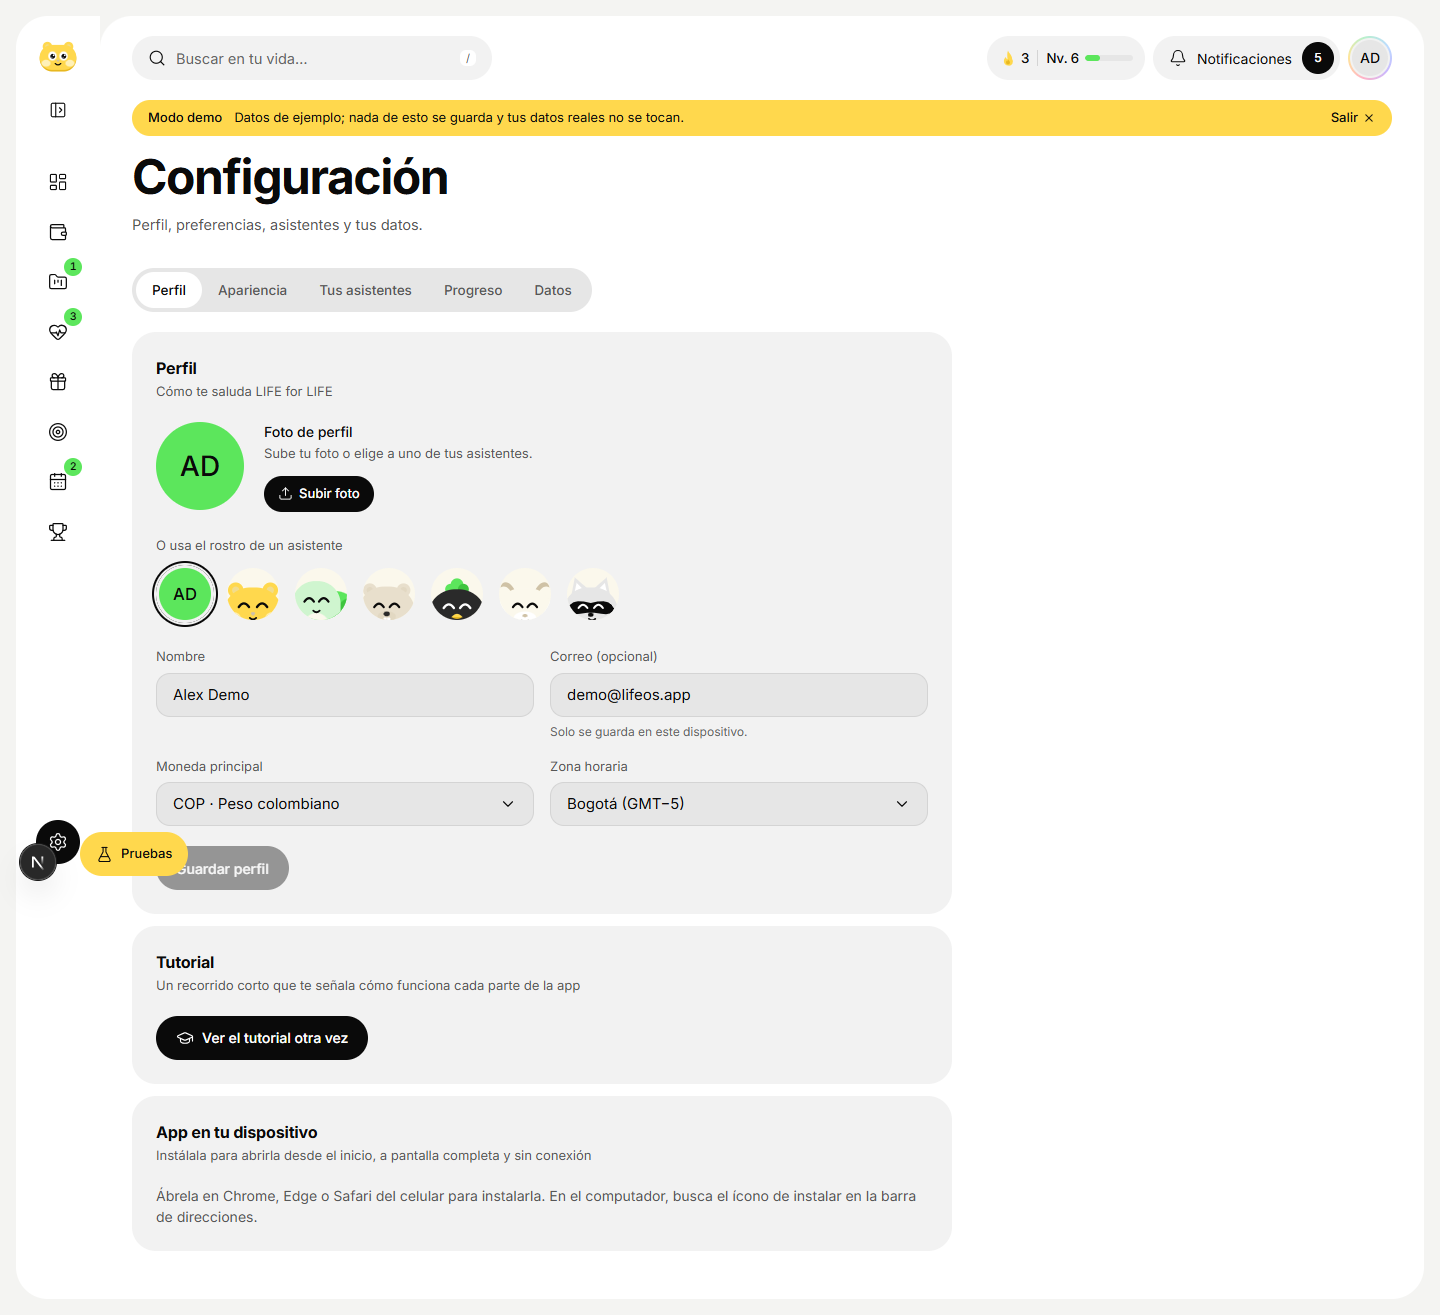 Buscar en tu vida...
/
3
Nv. 6
Notificaciones
5
AD
Modo demo Datos de ejemplo; nada de esto se guarda y tus datos reales no se tocan.
Salir
Configuración
Perfil, preferencias, asistentes y tus datos.
1
3
2
Perfil
Apariencia
Tus asistentes
Progreso
Datos
Perfil
Cómo te saluda LIFE for LIFE
AD
Foto de perfil
Sube tu foto o elige a uno de tus asistentes.
Subir foto
O usa el rostro de un asistente
AD
Nombre
Alex Demo
Correo (opcional)
demo@lifeos.app
Solo se guarda en este dispositivo.
Moneda principal
COP · Peso colombiano
Zona horaria
Bogotá (GMT−5)
N
Pruebas
Guardar perfil
Tutorial
Un recorrido corto que te señala cómo funciona cada parte de la app
Ver el tutorial otra vez
App en tu dispositivo
Instálala para abrirla desde el inicio, a pantalla completa y sin conexión
Ábrela en Chrome, Edge o Safari del celular para instalarla. En el computador, busca el ícono de instalar en la barra
de direcciones.